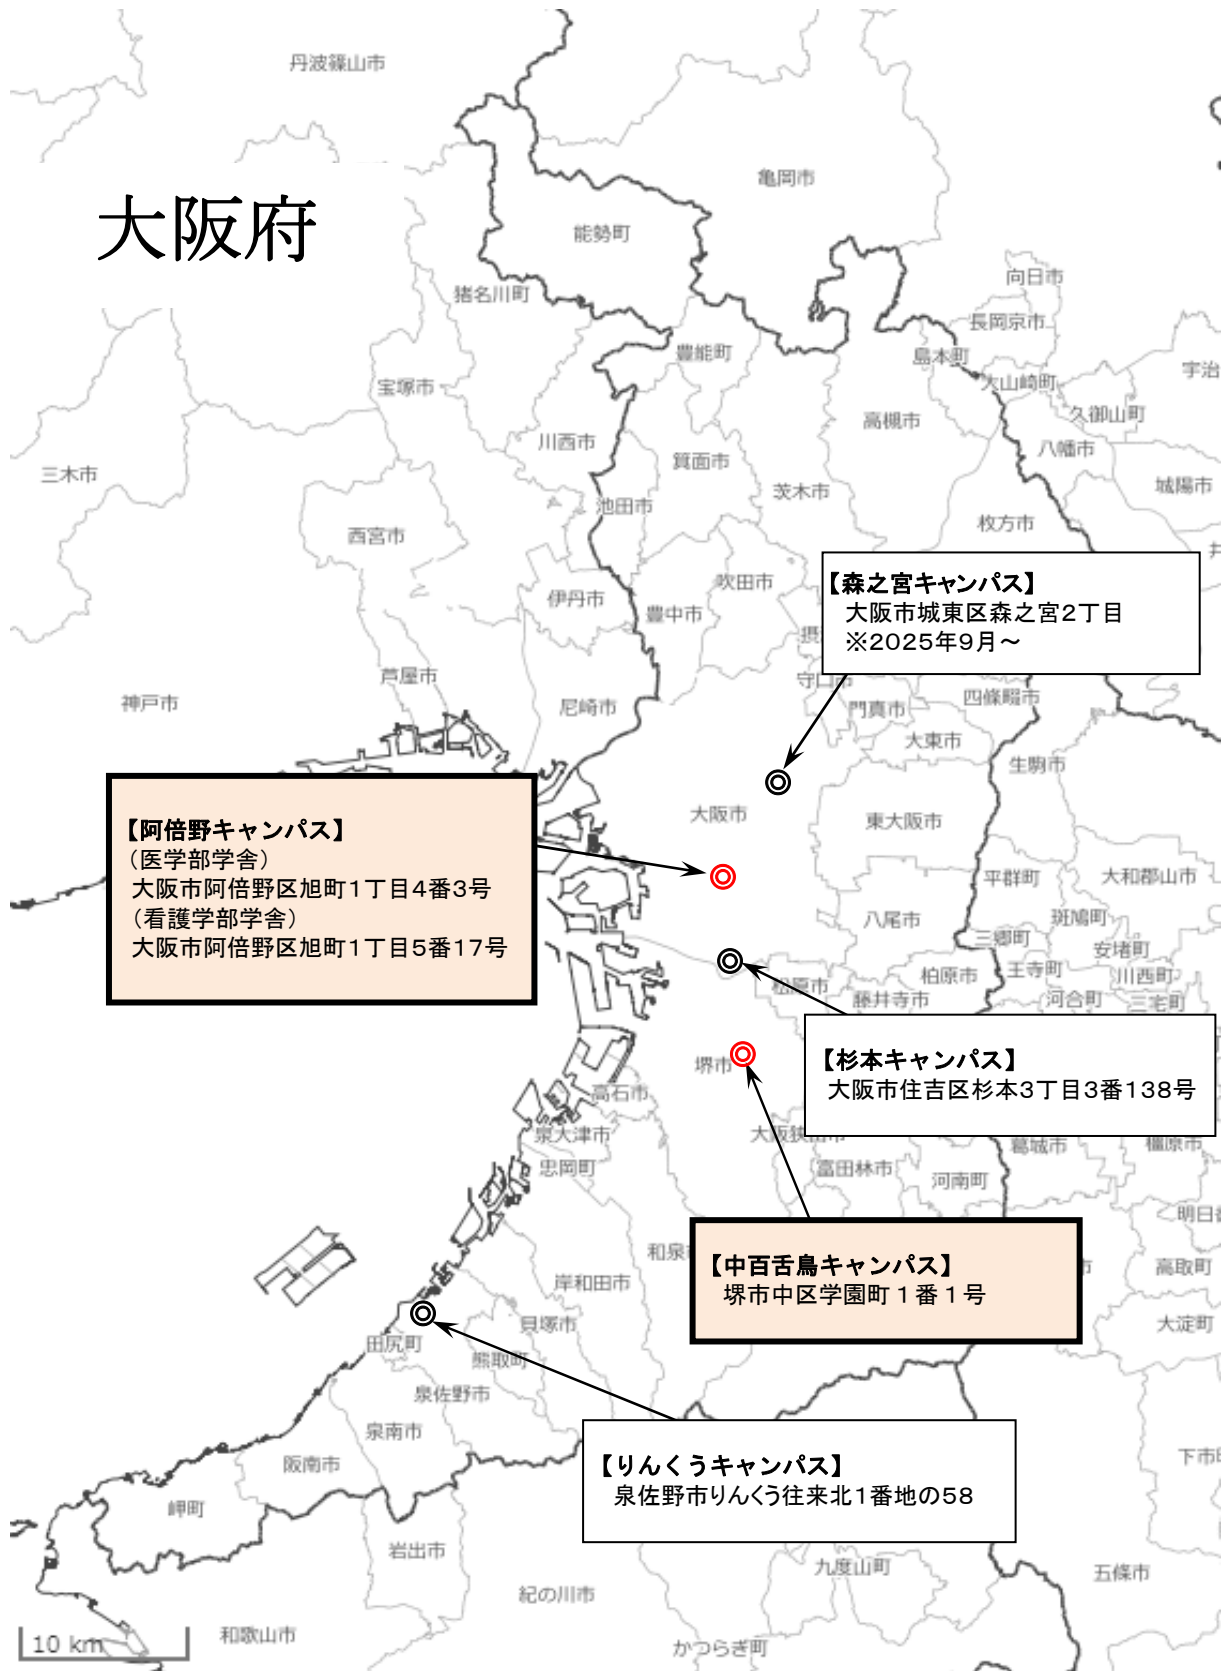 丹波篠山市
亀岡市
大阪府
能勢町
向日市
猪名川町
長岡京市
豊能町
島本町
宇治
大山崎町
宝塚市
久御山町
高槻市
川西市
八幡市
箕面市
三木市
城陽市
茨木市
池田市
枚方市
西宮市
井
吹田市
【森之宮キャンパス】
大阪市城東区森之宮2丁目
※2025年9月～
伊丹市
豊中市
摂
守口市
芦屋市
四條畷市
神戸市
尼崎市
門真市
大東市
生駒市
大阪市
東大阪市
【阿倍野キャンパス】
（医学部学舎）
大阪市阿倍野区旭町1丁目4番3号
（看護学部学舎）
大阪市阿倍野区旭町1丁目5番17号
平群町
大和郡山市
八尾市
斑鳩町
三郷町
安堵町
柏原市
王寺町
川西町
松原市
藤井寺市
河合町
三宅町
【杉本キャンパス】
大阪市住吉区杉本3丁目3番138号
堺市
高石市
泉大津市
大阪狭山市
葛城市
橿原市
忠岡町
富田林市
河南町
明日香
和泉
【中百舌鳥キャンパス】
堺市中区学園町１番１号
市
高取町
岸和田市
貝塚市
大淀町
田尻町
熊取町
泉佐野市
泉南市
下市町
阪南市
【りんくうキャンパス】
泉佐野市りんくう往来北1番地の58
岬町
岩出市
九度山町
五條市
紀の川市
和歌山市
10 km
かつらぎ町